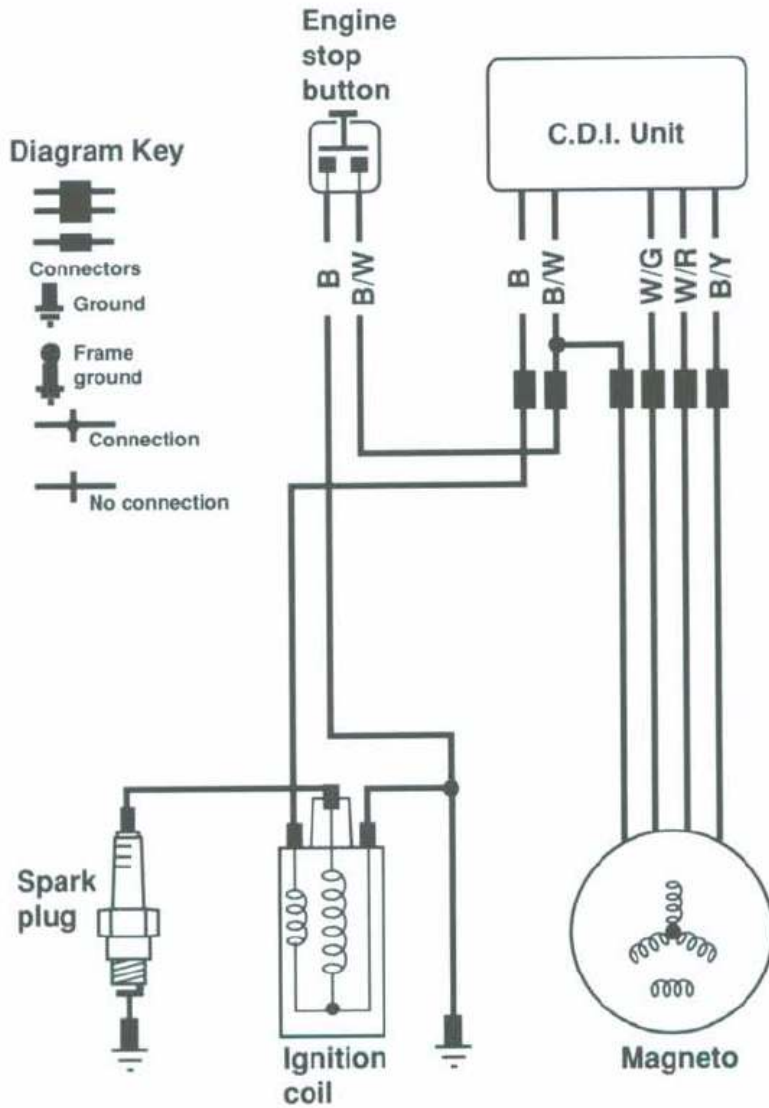 Engine
stop
button
C.D.I. Unit
Diagram Key
Connectors
Ground
Frame
ground
Connection
No connection
B
B/W
B
B/W
W/G
W/R
B/Y
Spark
plug
Ignition
coil
Magneto